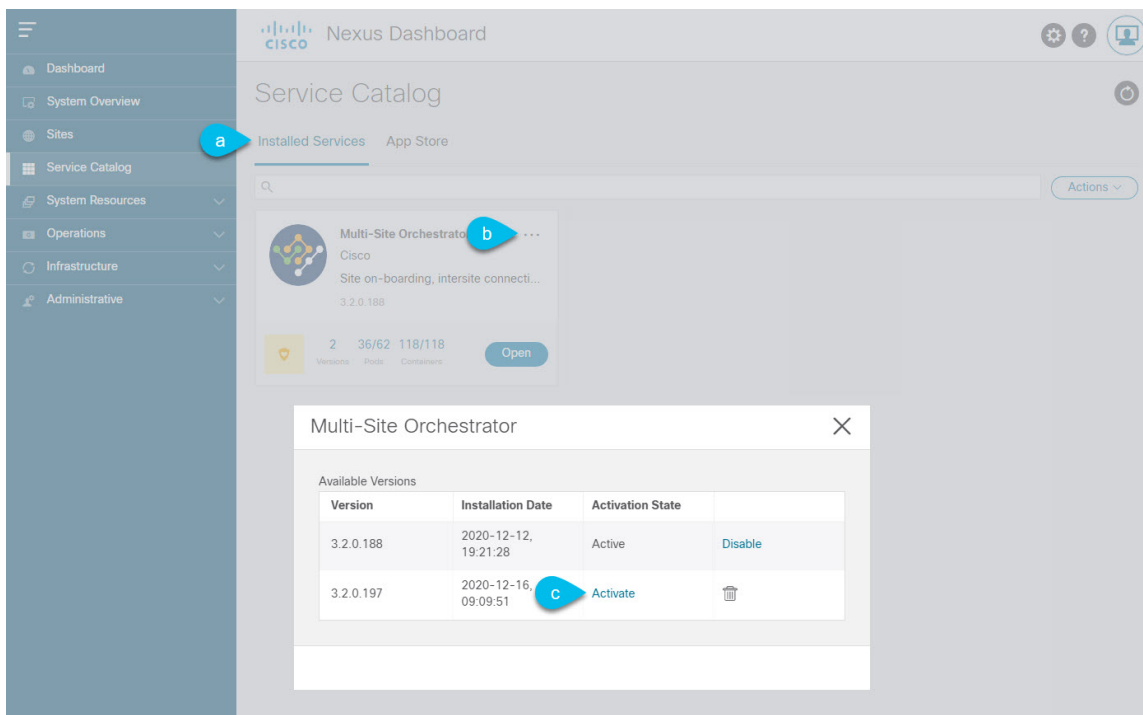 CISCO Nexus Dashboard
?
Dashboard
System Overview
Sites
Service Catalog
System Resources
Operations
Infrastructure
Administrative
Service Catalog
a
Installed Services App Store
Actions
Multi-Site Orchestrato b ...
Cisco
Site on-boarding, intersite connecti...
3.2.0.188
2 36/62 118/118
Versions Pods Containers
Open
Multi-Site Orchestrator
Available Versions
Version Installation Date Activation State
3.2.0.188 2020-12-12, 19:21:28 Active Disable
3.2.0.197 2020-12-16, 09:09:51 c Activate